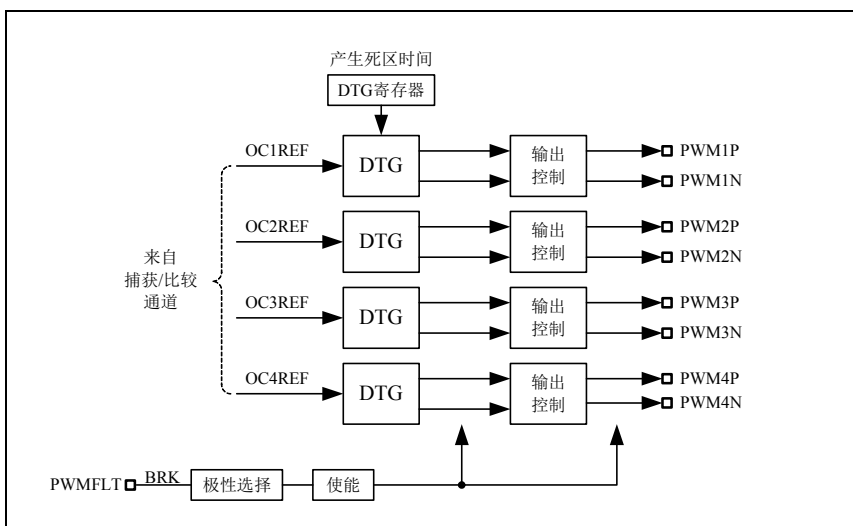 产生死区时间
DTG寄存器
OC1REF
DTG
输出
控制
PWM1P
PWM1N
OC2REF
DTG
输出
控制
PWM2P
PWM2N
来自
捕获/比较
通道
OC3REF
DTG
输出
控制
PWM3P
PWM3N
OC4REF
DTG
输出
控制
PWM4P
PWM4N
PWMFLT
BRK
极性选择
使能